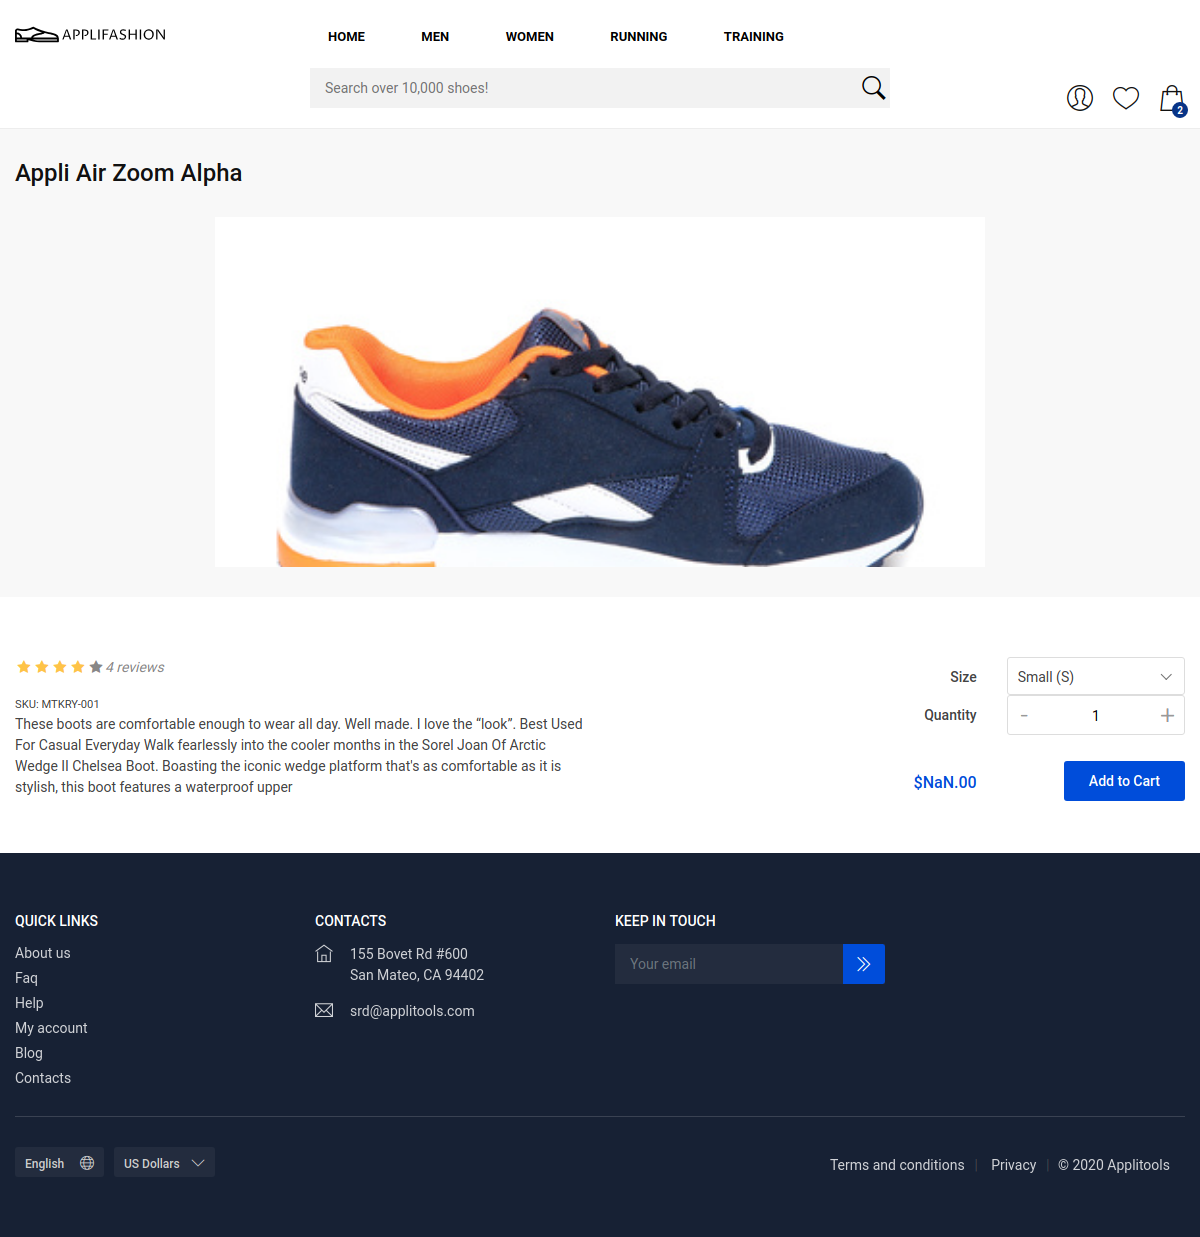 APPLIFASHION
HOME MEN WOMEN RUNNING TRAINING
Search over 10,000 shoes!
2
Appli Air Zoom Alpha
4 reviews
SKU: MTKRY-001
These boots are comfortable enough to wear all day. Well made. I love the “look”. Best Used
For Casual Everyday Walk fearlessly into the cooler months in the Sorel Joan Of Arctic
Wedge II Chelsea Boot. Boasting the iconic wedge platform that's as comfortable as it is
stylish, this boot features a waterproof upper
Size Small (S)
Quantity - 1 +
$NaN.00 Add to Cart
QUICK LINKS
About us
Faq
Help
My account
Blog
Contacts
CONTACTS
155 Bovet Rd #600
San Mateo, CA 94402
srd@applitools.com
KEEP IN TOUCH
Your email
English US Dollars
Terms and conditions | Privacy | © 2020 Applitools